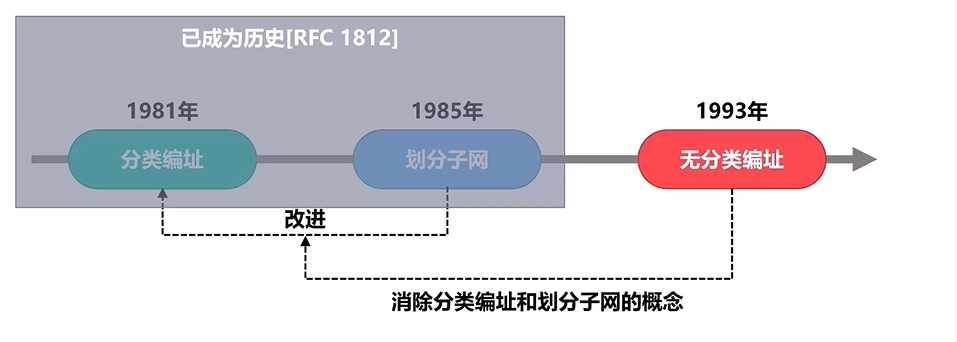 已成为历史[RFC 1812]
1981年
1985年
1993年
分类编址
划分子网
无分类编址
改进
消除分类编址和划分子网的概念